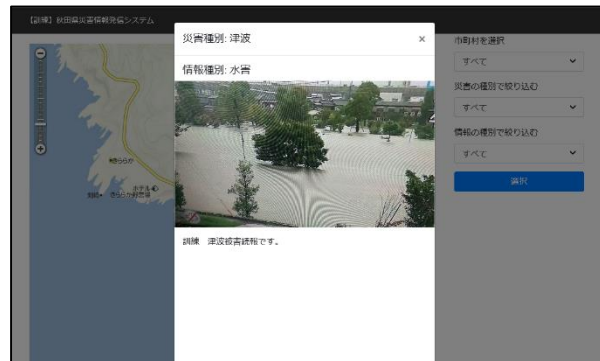 【訓練】秋田県災害情報発信システム
災害種別: 津波
×
情報種別: 水害
訓練 津波被害続報です。
市町村を選択
すべて
災害の種別で絞り込む
すべて
情報の種別で絞り込む
すべて
選択